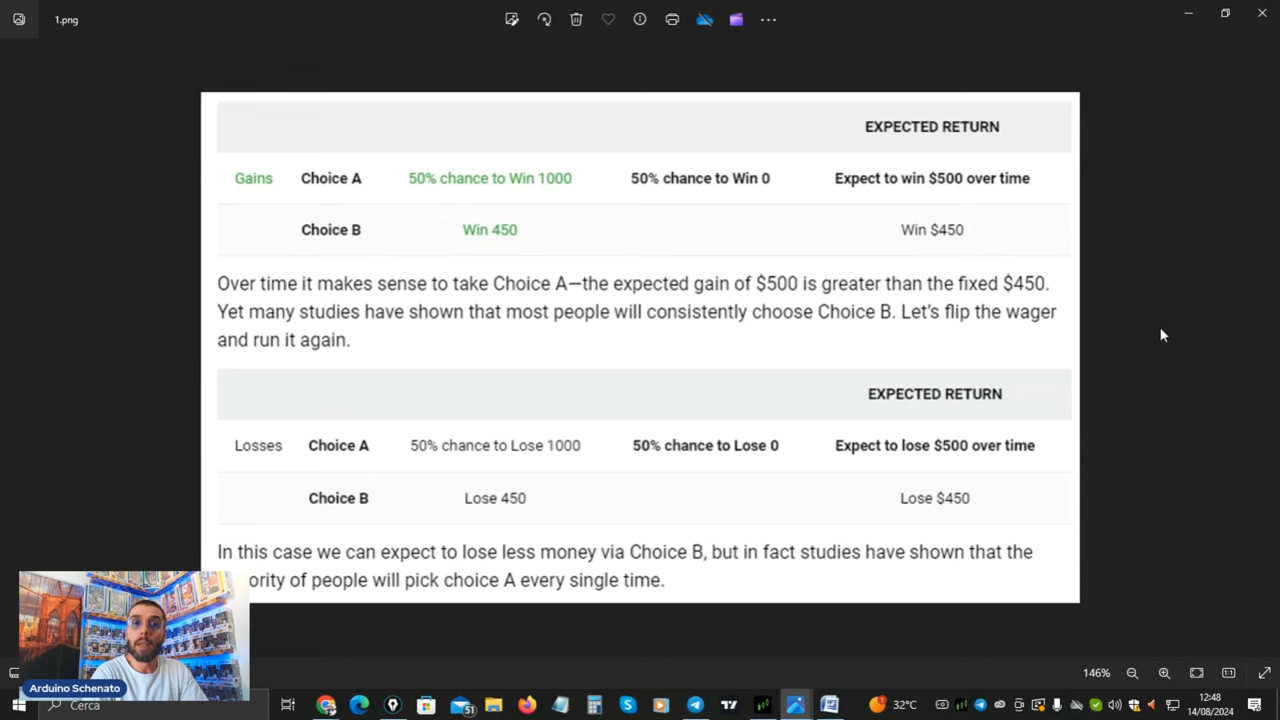 1.png
EXPECTED RETURN
Gains Choice A 50% chance to Win 1000 50% chance to Win 0 Expect to win $500 over time
Choice B Win 450 Win $450
Over time it makes sense to take Choice A—the expected gain of $500 is greater than the fixed $450.
Yet many studies have shown that most people will consistently choose Choice B. Let's flip the wager
and run it again.
EXPECTED RETURN
Losses Choice A 50% chance to Lose 1000 50% chance to Lose 0 Expect to lose $500 over time
Choice B Lose 450 Lose $450
In this case we can expect to lose less money via Choice B, but in fact studies have shown that the
ority of people will pick choice A every single time.
Arduino Schenato
146%
1:1
Cerca
51
32°C
12:48
14/08/2024